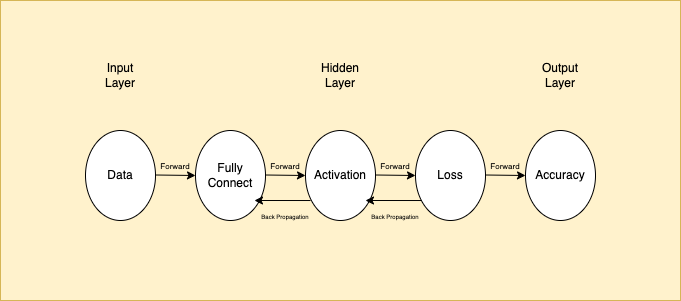 Input
Layer
Hidden
Layer
Output
Layer
Data
Forward
Fully
Connect
Forward
Activation
Forward
Loss
Forward
Accuracy
Back Propagation
Back Propagation